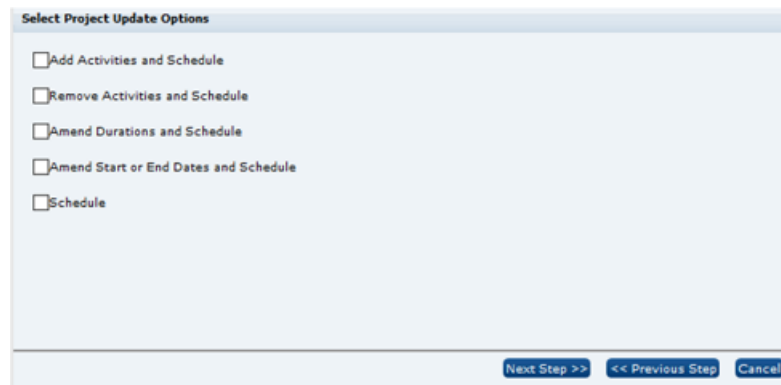 Select Project Update Options
Add Activities and Schedule
Remove Activities and Schedule
Amend Durations and Schedule
Amend Start or End Dates and Schedule
Schedule
Next Step >> << Previous Step Cancel